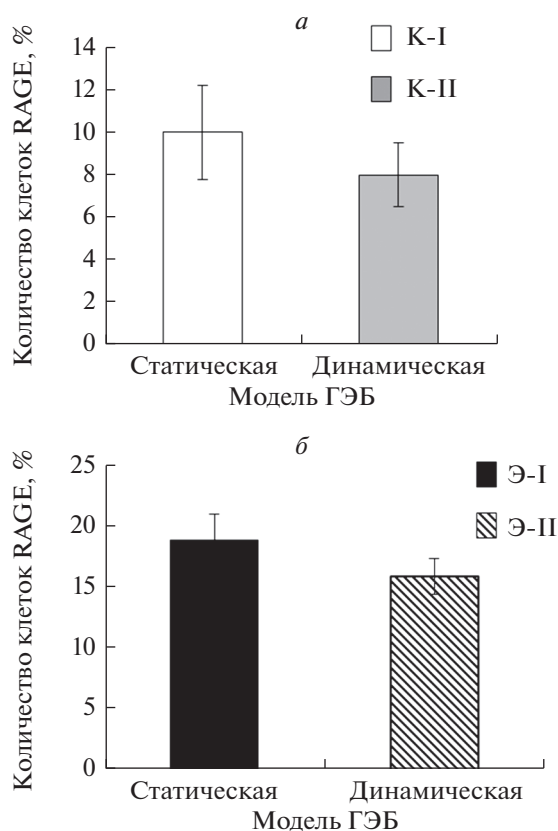 а
Количество клеток RAGE, %
14
12
10
8
6
4
2
0
К-I
К-II
Статическая Динамическая
Модель ГЭБ
б
Количество клеток RAGE, %
25
20
15
10
5
0
Э-I
Э-II
Статическая Динамическая
Модель ГЭБ